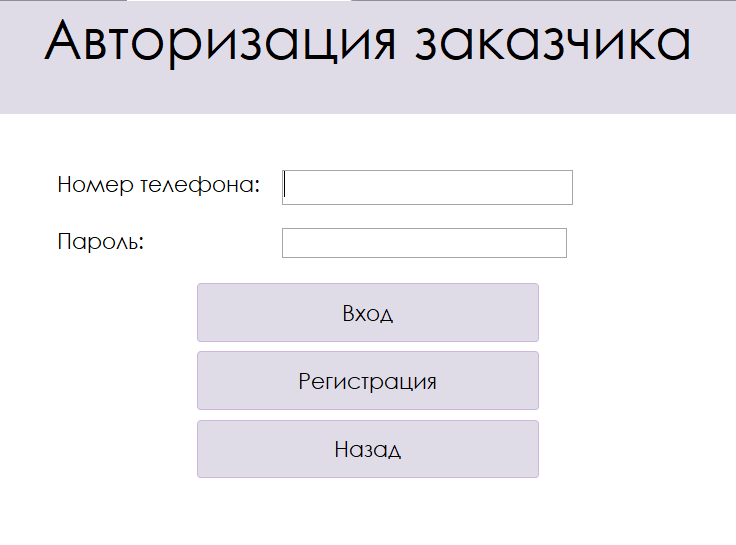 Авторизация заказчика
Номер телефона:
Пароль:
Вход
Регистрация
Назад